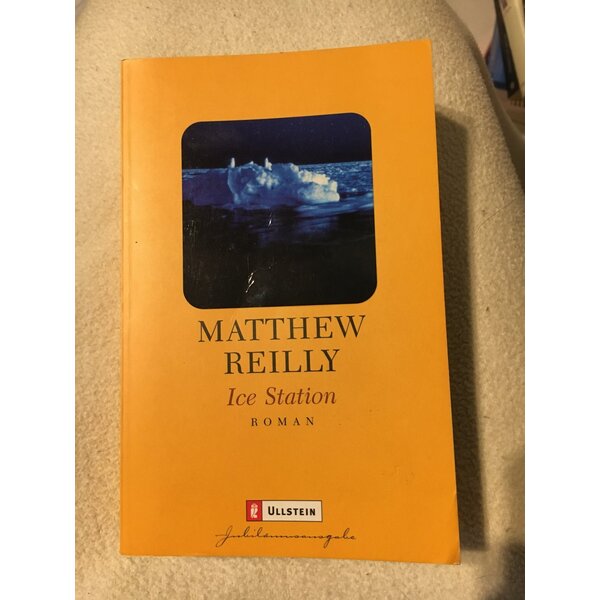 MATTHEW
REILLY
Ice Station
ROMAN
ULLSTEIN
Jubiläumsausgabe